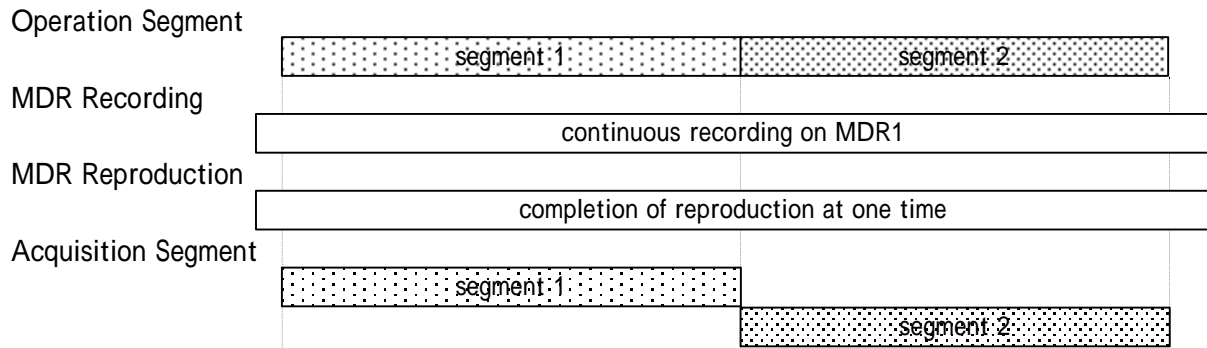 Operation Segment
segment 1
segment 2
MDR Recording
continuous recording on MDR1
MDR Reproduction
completion of reproduction at one time
Acquisition Segment
segment 1
segment 2